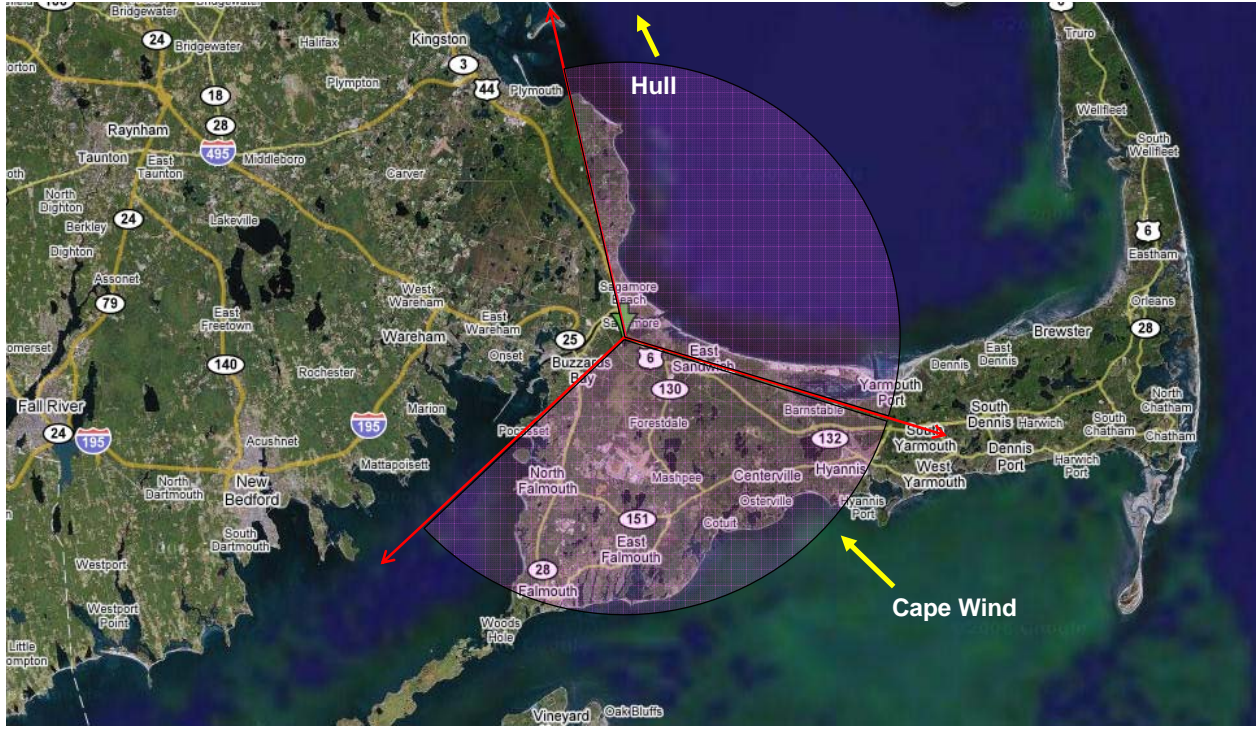 Bridgewater
Kingston
Truro
24
Bridgewater
Halifax
3
Hull
44
Plympton
Plymouth
18
Wellfleet
28
Raynham
South
Wellfleet
495
Taunton
East
Taunton
Middleboro
Carver
North
Dighton
24
Lakeville
Berkley
6
Dighton
Eastham
Assonet
West
Wareham
Sagamore
Beach
79
East
Freetown
Orleans
East
Wareham
Wareham
Brewster
28
25
Onset
Buzzards
Bay
6
East
Sandwich
East
Dennis
Dennis
140
Rochester
130
Yarmouth
Port
North
Chatham
Fall River
Marion
Barnstable
South
Dennis
Harwich
South
Chatham
Chatham
24
195
195
Acushnet
Pocasset
Forestdale
132
South
Yarmouth
Dennis
Port
Harwich
Port
Mattapoisett
North
Falmouth
Mashpee
Centerville
Hyannis
West
Yarmouth
North
Dartmouth
New
Bedford
Osterville
Hyannis
Port
151
Cotuit
South
Dartmouth
East
Falmouth
Westport
28
Falmouth
Cape Wind
Westport
Point
Woods
Hole
Little
Vineyard
Oak Bluffs